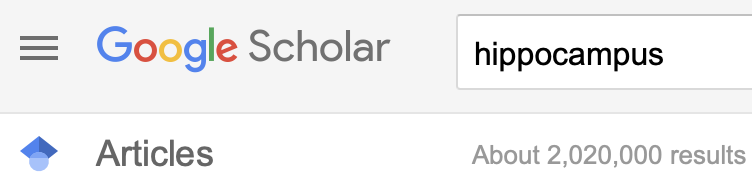 Google Scholar hippocampus
Articles About 2,020,000 results